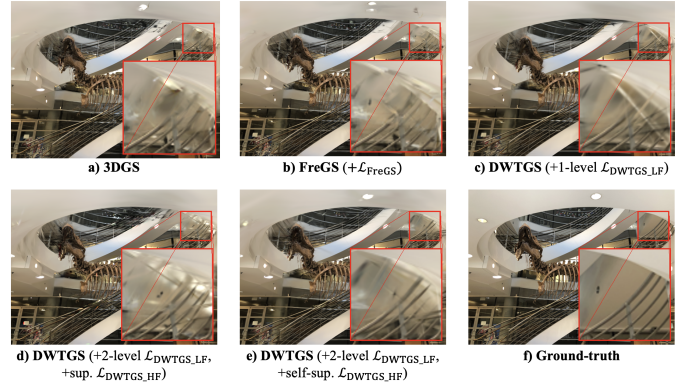 a) 3DGS
b) FreGS (+ℒFreGS)
c) DWTGS (+1-level ℒDWTGS_LF)
d) DWTGS (+2-level ℒDWTGS_LF,
+sup. ℒDWTGS_HF)
e) DWTGS (+2-level ℒDWTGS_LF,
+self-sup. ℒDWTGS_HF)
f) Ground-truth